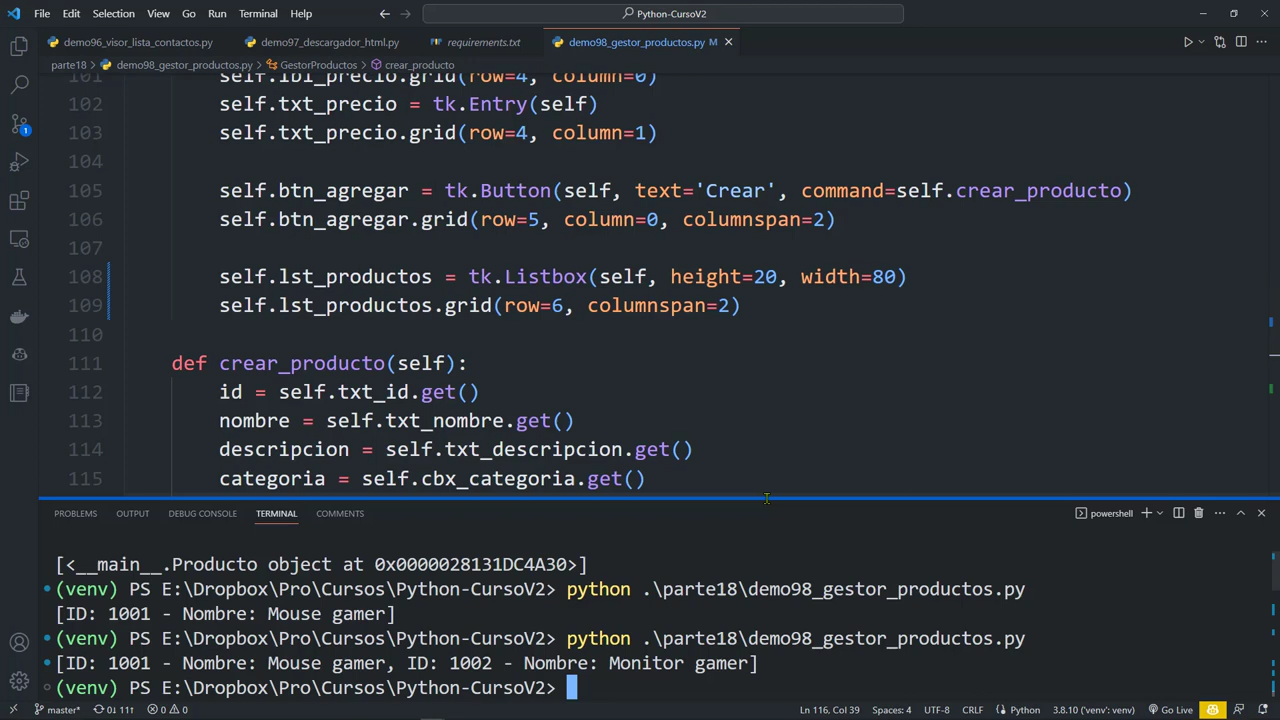 File Edit Selection View Go Run Terminal Help
Python-CursoV2
demo96_visor_lista_contactos.py demo97_descargador_html.py requirements.txt demo98_gestor_productos.py M
parte18 > demo98_gestor_productos.py > GestorProductos > crear_producto
101 self.lbl_precio.grid(row=4, column=0)
102 self.txt_precio = tk.Entry(self)
103 self.txt_precio.grid(row=4, column=1)
104
105 self.btn_agregar = tk.Button(self, text='Crear', command=self.crear_producto)
106 self.btn_agregar.grid(row=5, column=0, columnspan=2)
107
108 self.lst_productos = tk.Listbox(self, height=20, width=80)
109 self.lst_productos.grid(row=6, columnspan=2)
110
111 def crear_producto(self):
112 id = self.txt_id.get()
113 nombre = self.txt_nombre.get()
114 descripcion = self.txt_descripcion.get()
115 categoria = self.cbx_categoria.get()
1
PROBLEMS OUTPUT DEBUG CONSOLE TERMINAL COMMENTS powershell
[<__main__.Producto object at 0x0000028131DC4A30>]
(venv) PS E:\Dropbox\Pro\Cursos\Python-CursoV2> python .\parte18\demo98_gestor_productos.py
[ID: 1001 - Nombre: Mouse gamer]
(venv) PS E:\Dropbox\Pro\Cursos\Python-CursoV2> python .\parte18\demo98_gestor_productos.py
[ID: 1001 - Nombre: Mouse gamer, ID: 1002 - Nombre: Monitor gamer]
(venv) PS E:\Dropbox\Pro\Cursos\Python-CursoV2>
master* 0↓ 11↑ 0 0 Ln 116, Col 39 Spaces: 4 UTF-8 CRLF Python 3.8.10 ('venv': venv) Go Live